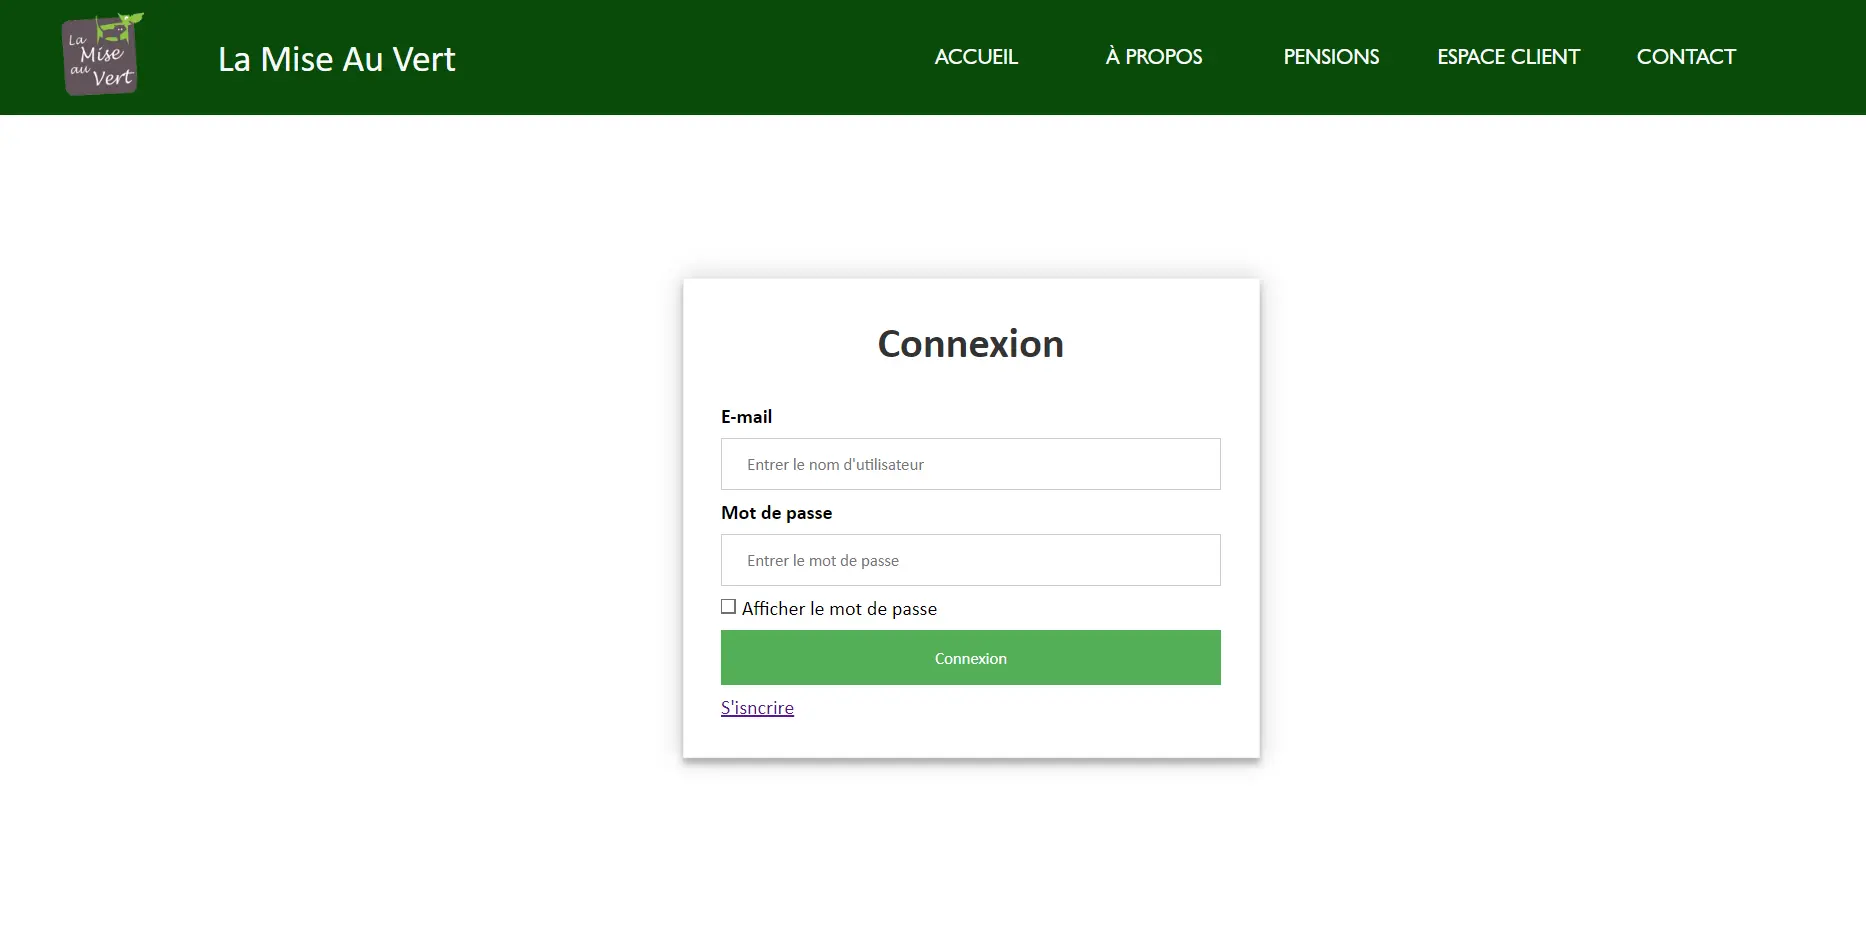 La
Mise
au
Vert
La Mise Au Vert
ACCUEIL
À PROPOS
PENSIONS
ESPACE CLIENT
CONTACT
Connexion
E-mail
Entrer le nom d'utilisateur
Mot de passe
Entrer le mot de passe
Afficher le mot de passe
Connexion
S'isncrire